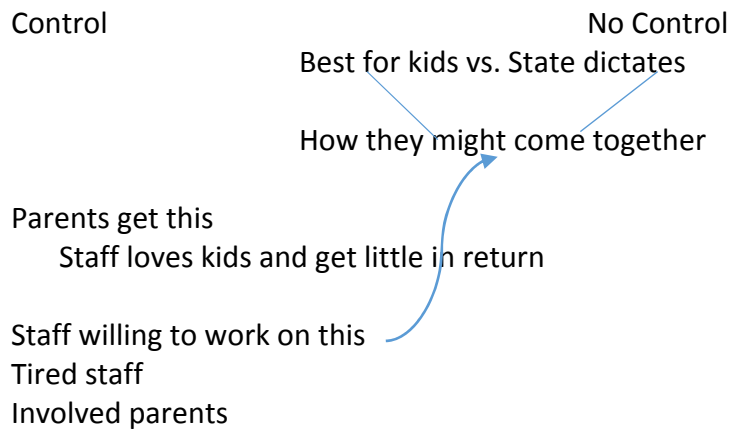 Control No Control
Best for kids vs. State dictates
How they might come together
Parents get this
Staff loves kids and get little in return
Staff willing to work on this
Tired staff
Involved parents